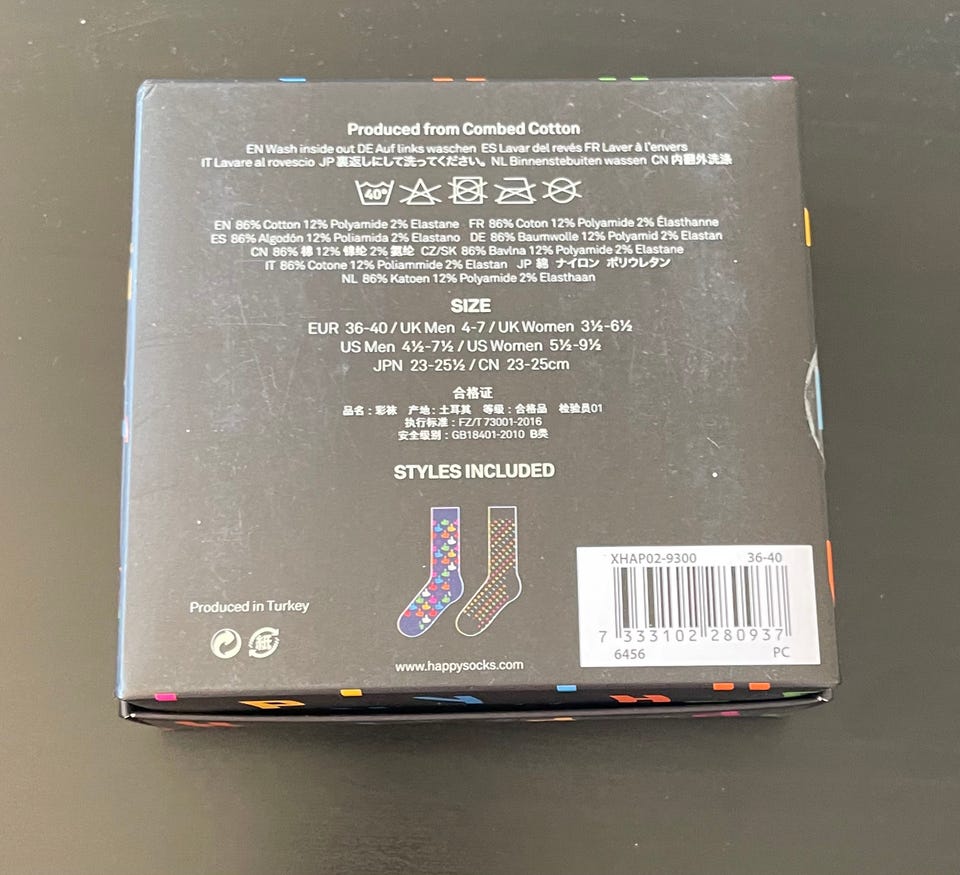 Produced from Combed Cotton
EN Wash inside out DE Auf links waschen ES Lavar del revés FR Laver à l'envers
IT Lavare al rovescio JP 裏返しにして洗ってください。 NL Binnenstebuiten wassen CN 内翻外洗涤
40°
EN 86% Cotton 12% Polyamide 2% Elastane FR 86% Coton 12% Polyamide 2% Élasthanne
ES 86% Algodón 12% Poliamida 2% Elastano DE 86% Baumwolle 12% Polyamid 2% Elastan
CN 86% 棉 12% 锦纶 2% 氨纶 CZ/SK 86% Bavlna 12% Polyamide 2% Elastane
IT 86% Cotone 12% Poliammide 2% Elastan JP 綿 ナイロン ポリウレタン
NL 86% Katoen 12% Polyamide 2% Elasthaan
SIZE
EUR 36-40 / UK Men 4-7 / UK Women 3½-6½
US Men 4½-7½ / US Women 5½-9½
JPN 23-25½ / CN 23-25cm
合格证
品名：彩袜 产地：土耳其 等级：合格品 检验员01
执行标准：FZ/T 73001-2016
安全级别：GB18401-2010 B类
STYLES INCLUDED
Produced in Turkey
紙
www.happysocks.com
XHAP02-9300 36-40
7 333102 280937
6456 PC